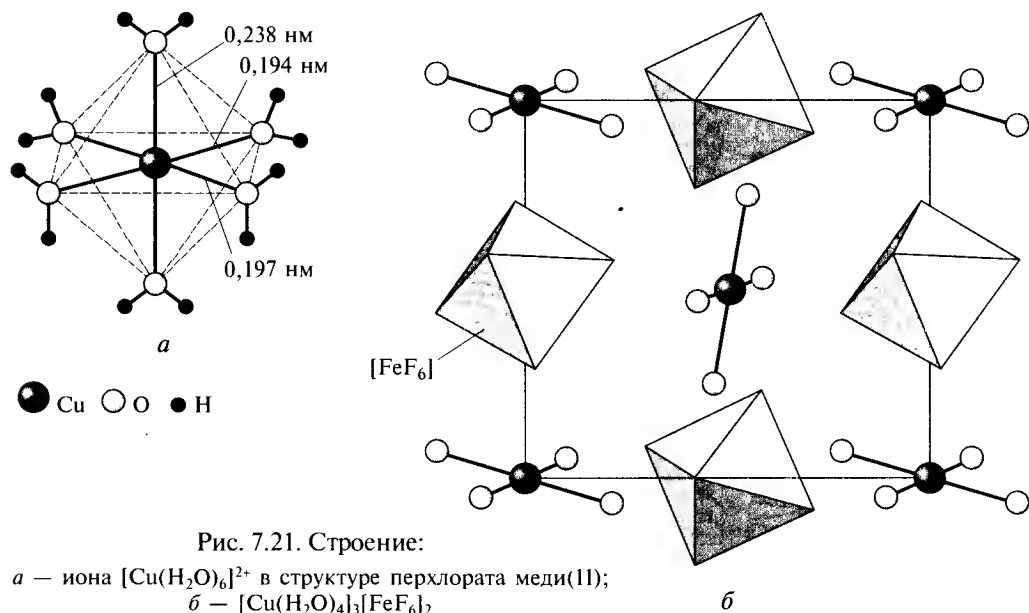 0,238 нм
0,194 нм
0,197 нм
а
[FeF₆]
Cu O H
Рис. 7.21. Строение:
а — иона [Cu(H₂O)₆]²⁺ в структуре перхлората меди(11);
б — [Cu(H₂O)₄]₃[FeF₆]₂
б